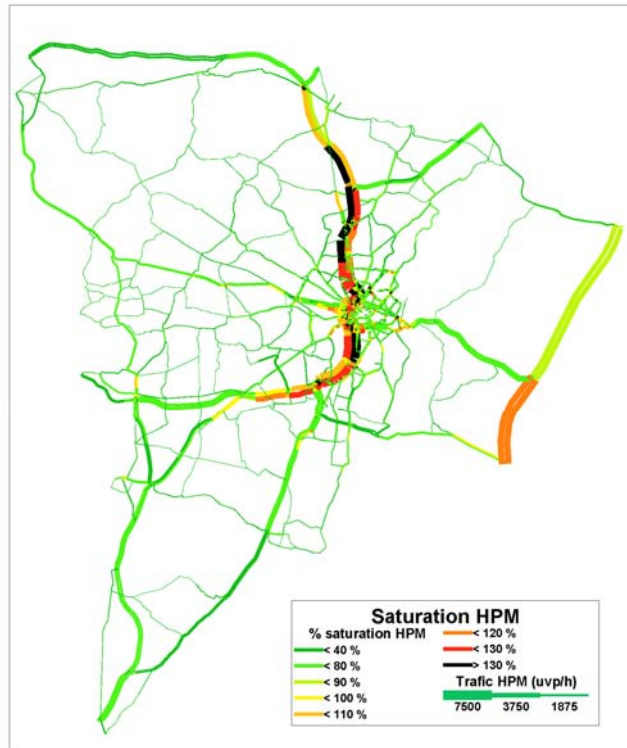 Saturation HPM
% saturation HPM
< 40 %
< 80 %
< 90 %
< 100 %
< 110 %
< 120 %
< 130 %
> 130 %
Trafic HPM (uvp/h)
7500 3750 1875